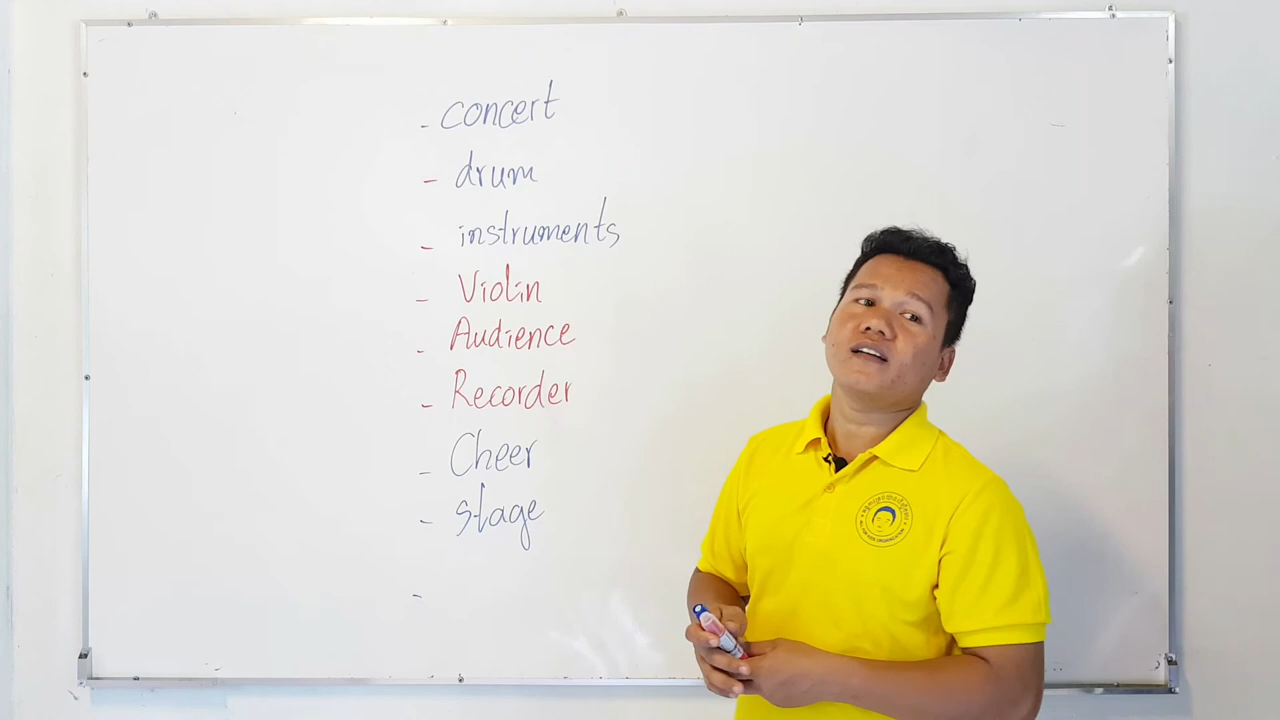 - concert
- drum
- instruments
- Violin
- Audience
- Recorder
- Cheer
- stage
-